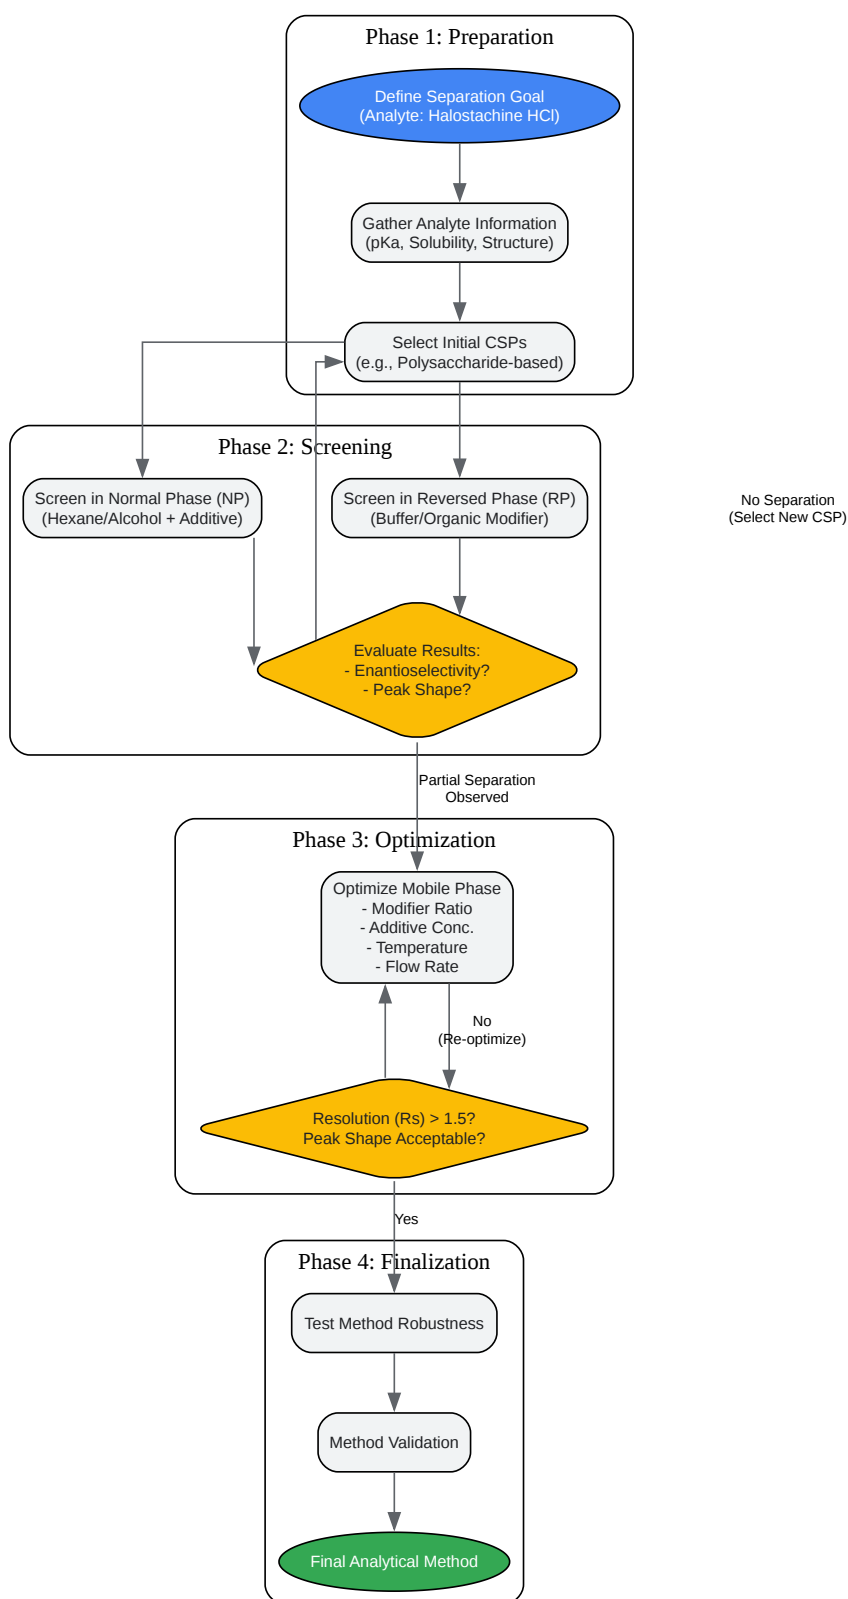 Phase 1: Preparation
Define Separation Goal
(Analyte: Halostachine HCl)
Gather Analyte Information
(pKa, Solubility, Structure)
Select Initial CSPs
(e.g., Polysaccharide-based)
Phase 2: Screening
Screen in Normal Phase (NP)
(Hexane/Alcohol + Additive)
Screen in Reversed Phase (RP)
(Buffer/Organic Modifier)
No Separation
(Select New CSP)
Evaluate Results:
- Enantioselectivity?
- Peak Shape?
Partial Separation
Observed
Phase 3: Optimization
Optimize Mobile Phase
- Modifier Ratio
- Additive Conc.
- Temperature
- Flow Rate
No
(Re-optimize)
Resolution (Rs) > 1.5?
Peak Shape Acceptable?
Yes
Phase 4: Finalization
Test Method Robustness
Method Validation
Final Analytical Method